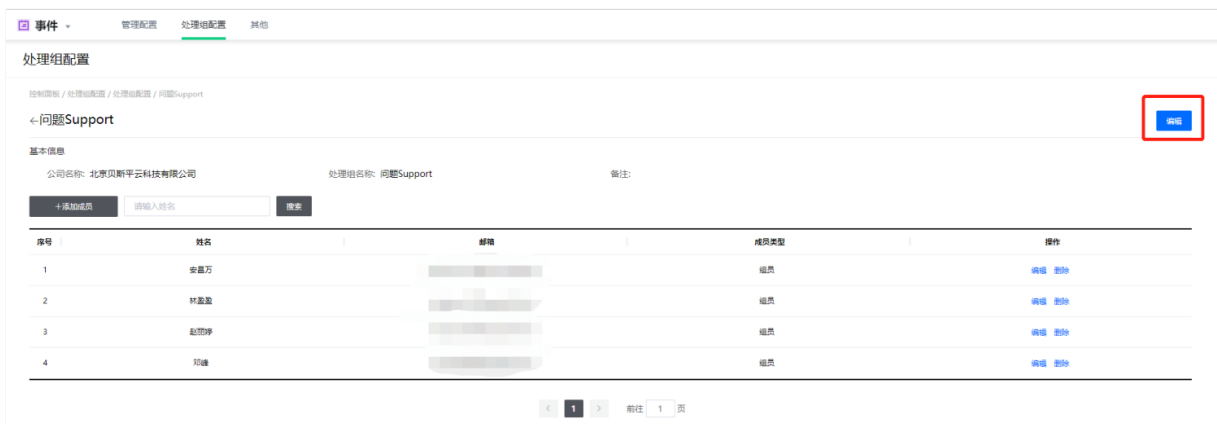 事件 管理配置 处理组配置 其他
处理组配置
控制面板 / 处理组配置 / 处理组配置 / 问题Support
←问题Support 编辑
基本信息
公司名称: 北京贝斯平云科技有限公司 处理组名称: 问题Support 备注:
+添加成员 请输入姓名 搜索
序号 姓名 邮箱 成员类型 操作
1 安昌万 组员 编辑 删除
2 林盈盈 组员 编辑 删除
3 赵丽婷 组员 编辑 删除
4 邓峰 组员 编辑 删除
< 1 > 前往 1 页